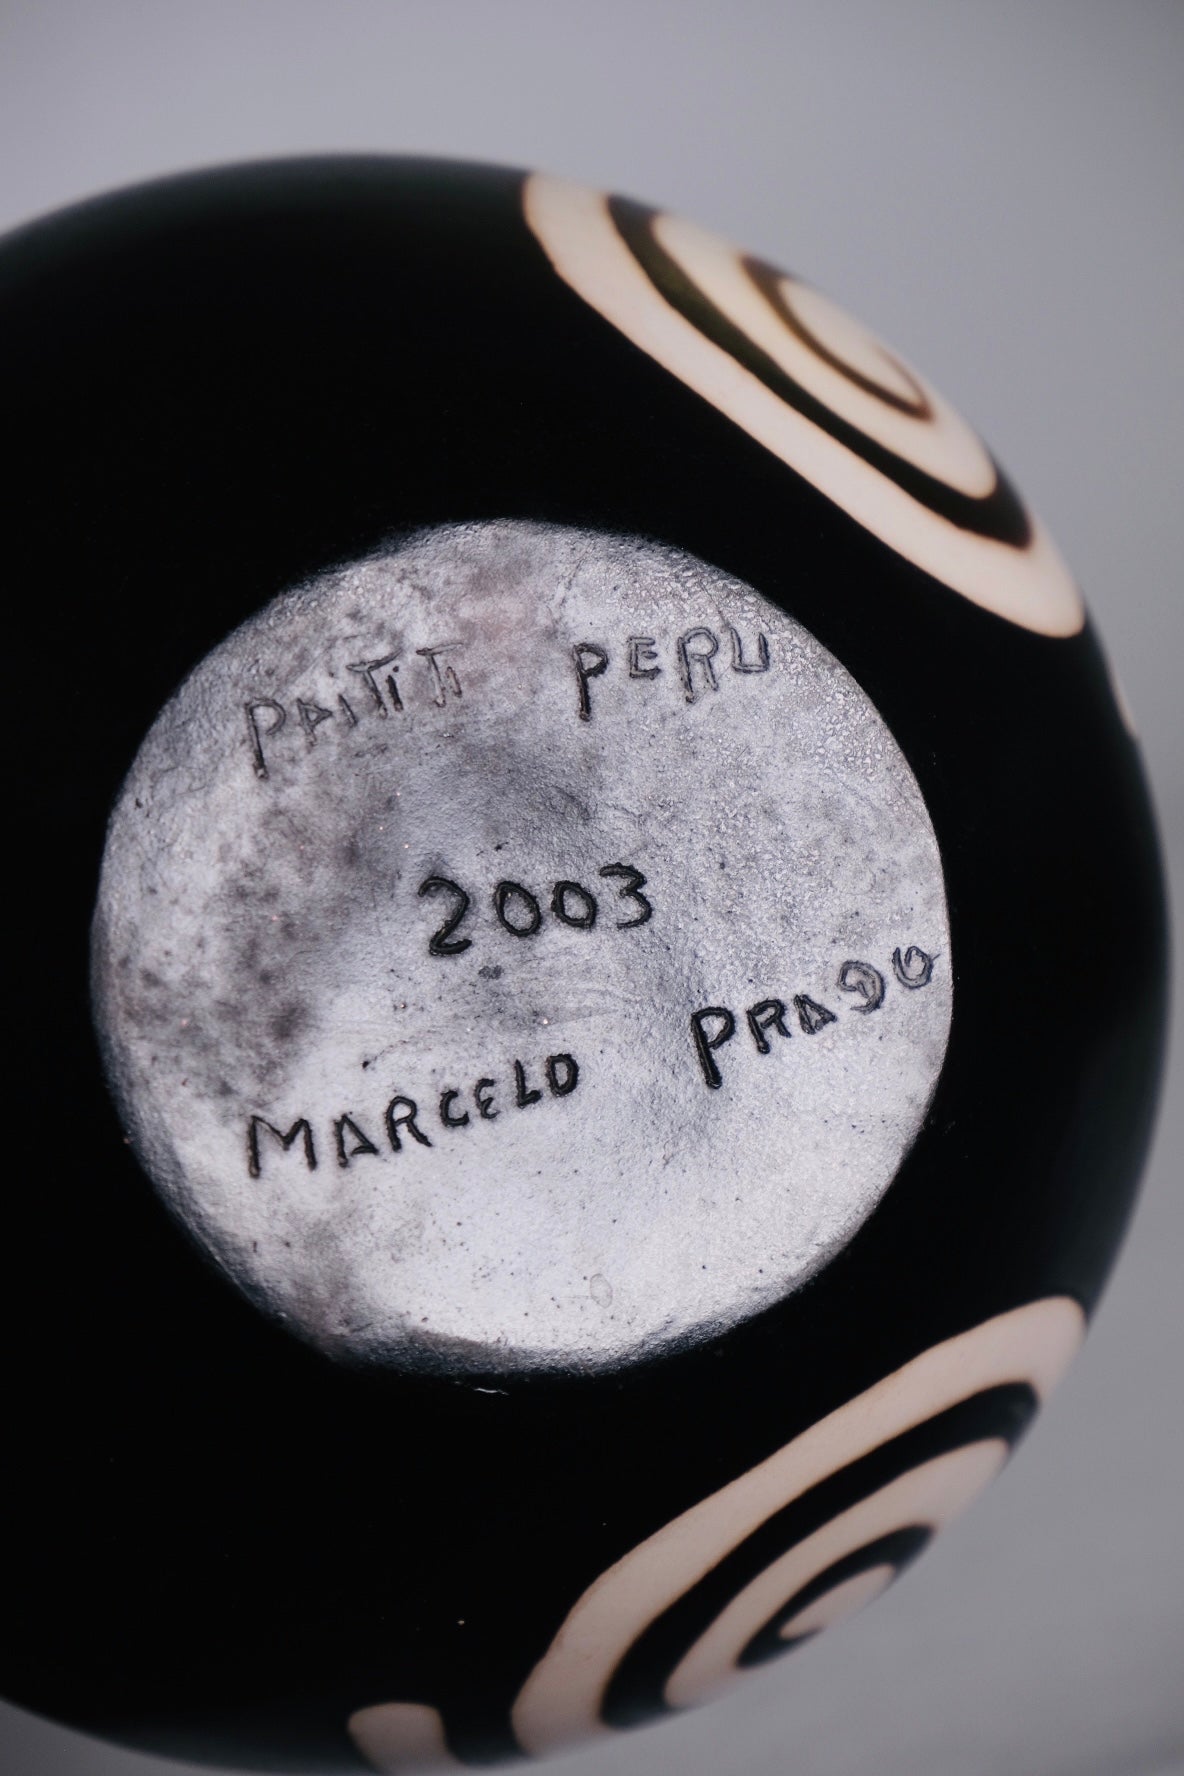 PAITITI PERU
2003
MARCELO PRADO